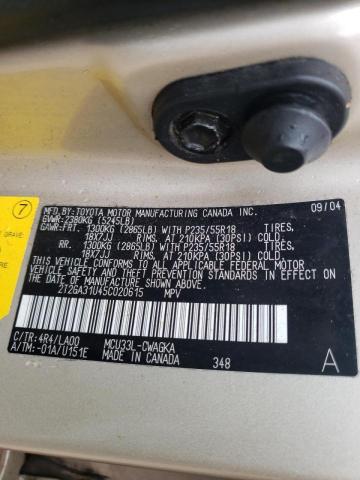 7
MFD.BY:TOYOTA MOTOR MANUFACTURING CANADA INC. 09/04
GVWR: 2380KG (5245LB)
GAWR:FRT. 1300KG (2865LB) WITH P235/55R18 TIRES,
18X7JJ RIMS, AT 210KPA (30PSI) COLD
RR. 1300KG (2865LB) WITH P235/55R18 TIRES,
18X7JJ RIMS, AT 210KPA (30PSI) COLD
THIS VEHICLE CONFORMS TO ALL APPLICABLE FEDERAL MOTOR
VEHICLE SAFETY AND THEFT PREVENTION STANDARDS IN EFFECT
ON THE DATE OF MANUFACTURE SHOWN ABOVE.
2T2GA31U45C020615 MPV
C/TR: 4R4/LA00 MCU33L-CWAGKA
A/TM: -01A/U151E MADE IN CANADA 348 A